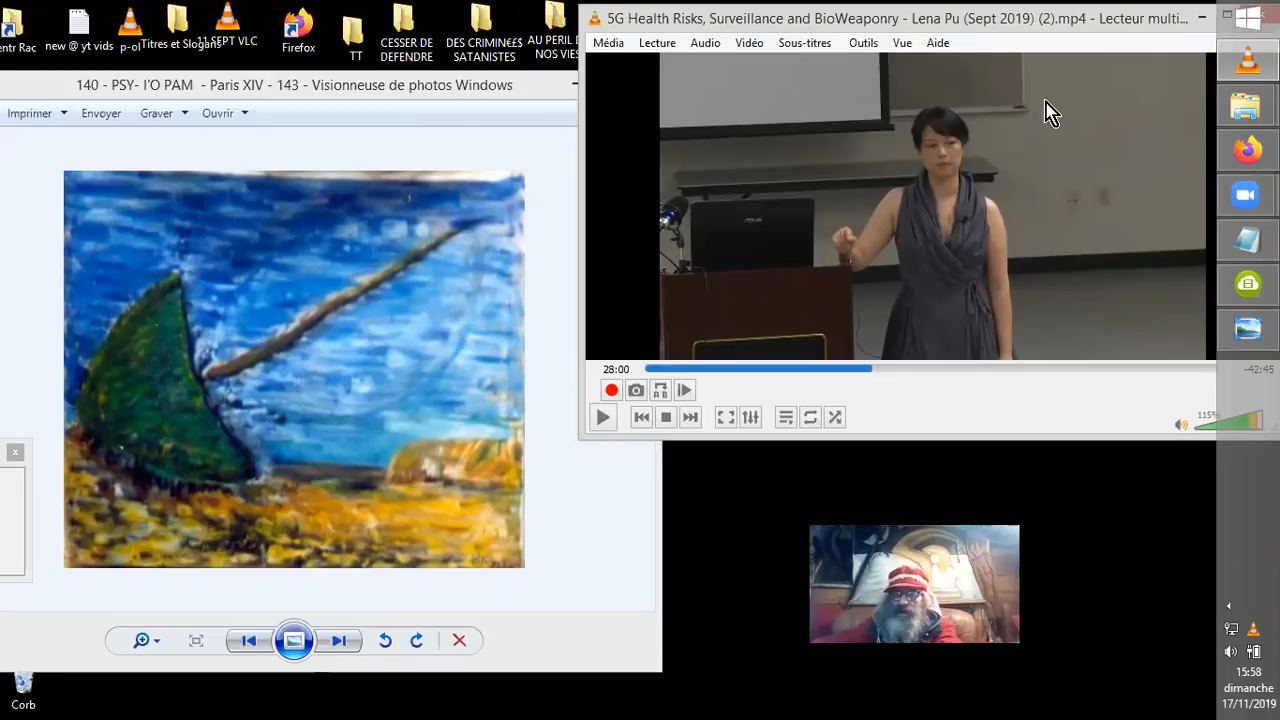 entr Rac
new @ yt vids
p-ol
Titres et Slogans
11 SEPT VLC
Firefox
TT
CESSER DE
DEFENDRE
DES CRIMINE££$
SATANISTES
AU PERIL D
NOS VIES
5G Health Risks, Surveillance and BioWeaponry - Lena Pu (Sept 2019) (2).mp4 - Lecteur multi...
Média
Lecture
Audio
Vidéo
Sous-titres
Outils
Vue
Aide
140 - PSY- I'O PAM - Paris XIV - 143 - Visionneuse de photos Windows
Imprimer
Envoyer
Graver
Ouvrir
ASUS
28:00
-42:45
A B
115%
Corb
15:58
dimanche
17/11/2019